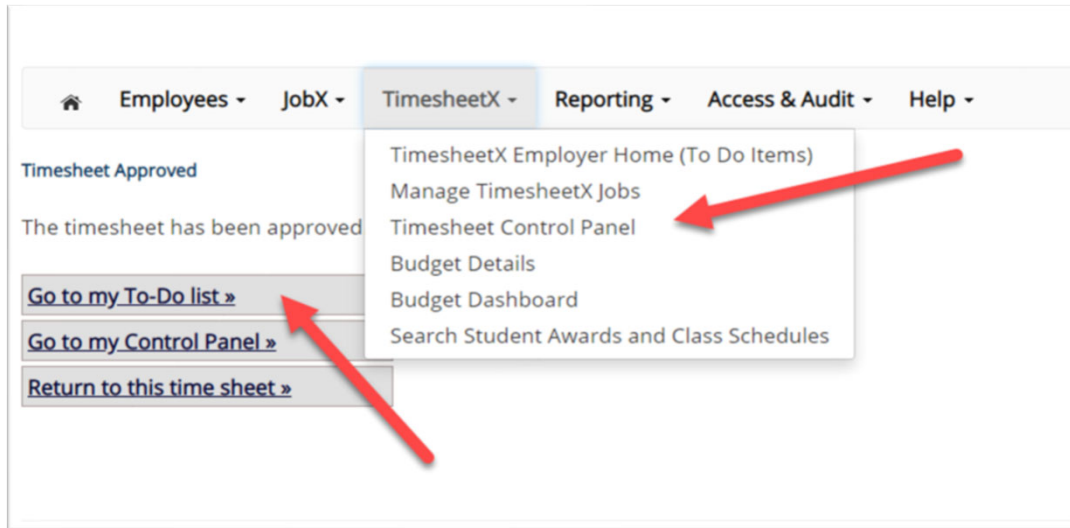 Employees JobX TimesheetX Reporting Access & Audit Help
TimesheetX Employer Home (To Do Items)
Manage TimesheetX Jobs
Timesheet Control Panel
Budget Details
Budget Dashboard
Search Student Awards and Class Schedules
Timesheet Approved
The timesheet has been approved
Go to my To-Do list »
Go to my Control Panel »
Return to this time sheet »